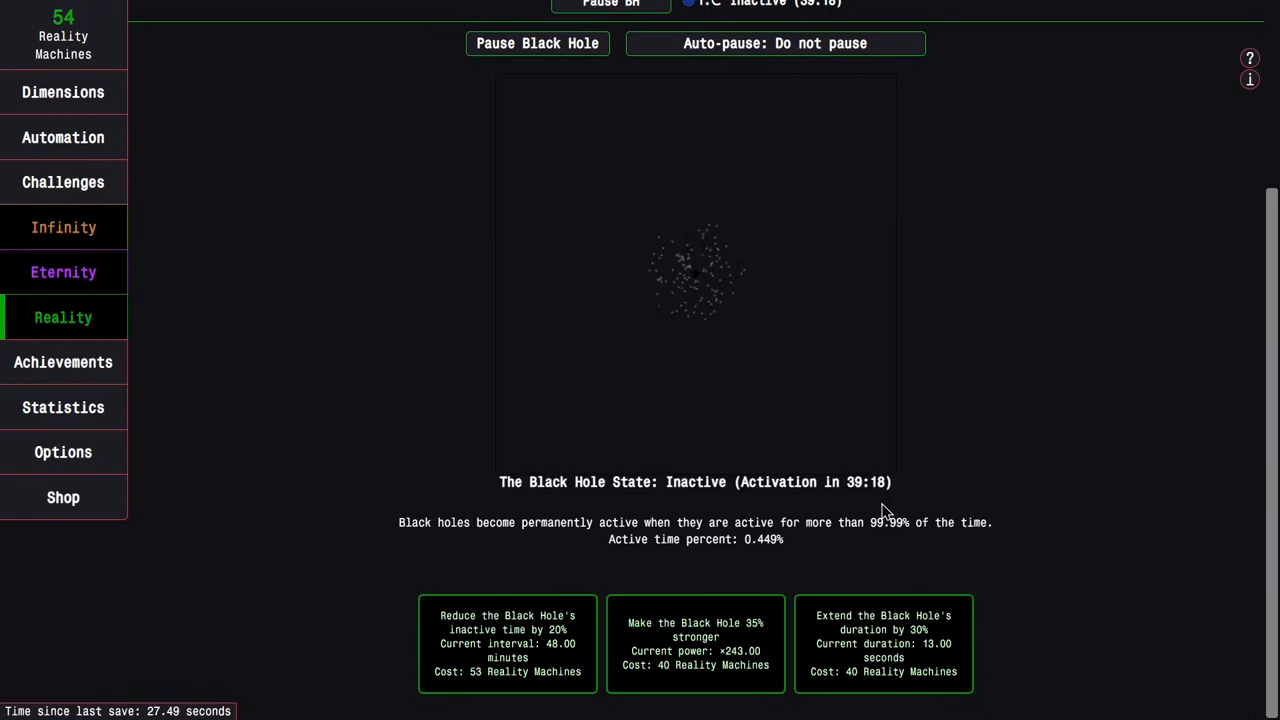 54
Reality
Machines
Dimensions
Automation
Challenges
Infinity
Eternity
Reality
Achievements
Statistics
Options
Shop
Time since last save: 27.49 seconds
Pause BH
Inactive (39:18)
Pause Black Hole
Auto-pause: Do not pause
?
i
The Black Hole State: Inactive (Activation in 39:18)
Black holes become permanently active when they are active for more than 99.99% of the time.
Active time percent: 0.449%
Reduce the Black Hole's
inactive time by 20%
Current interval: 48.00
minutes
Cost: 53 Reality Machines
Make the Black Hole 35%
stronger
Current power: ×243.00
Cost: 40 Reality Machines
Extend the Black Hole's
duration by 30%
Current duration: 13.00
seconds
Cost: 40 Reality Machines